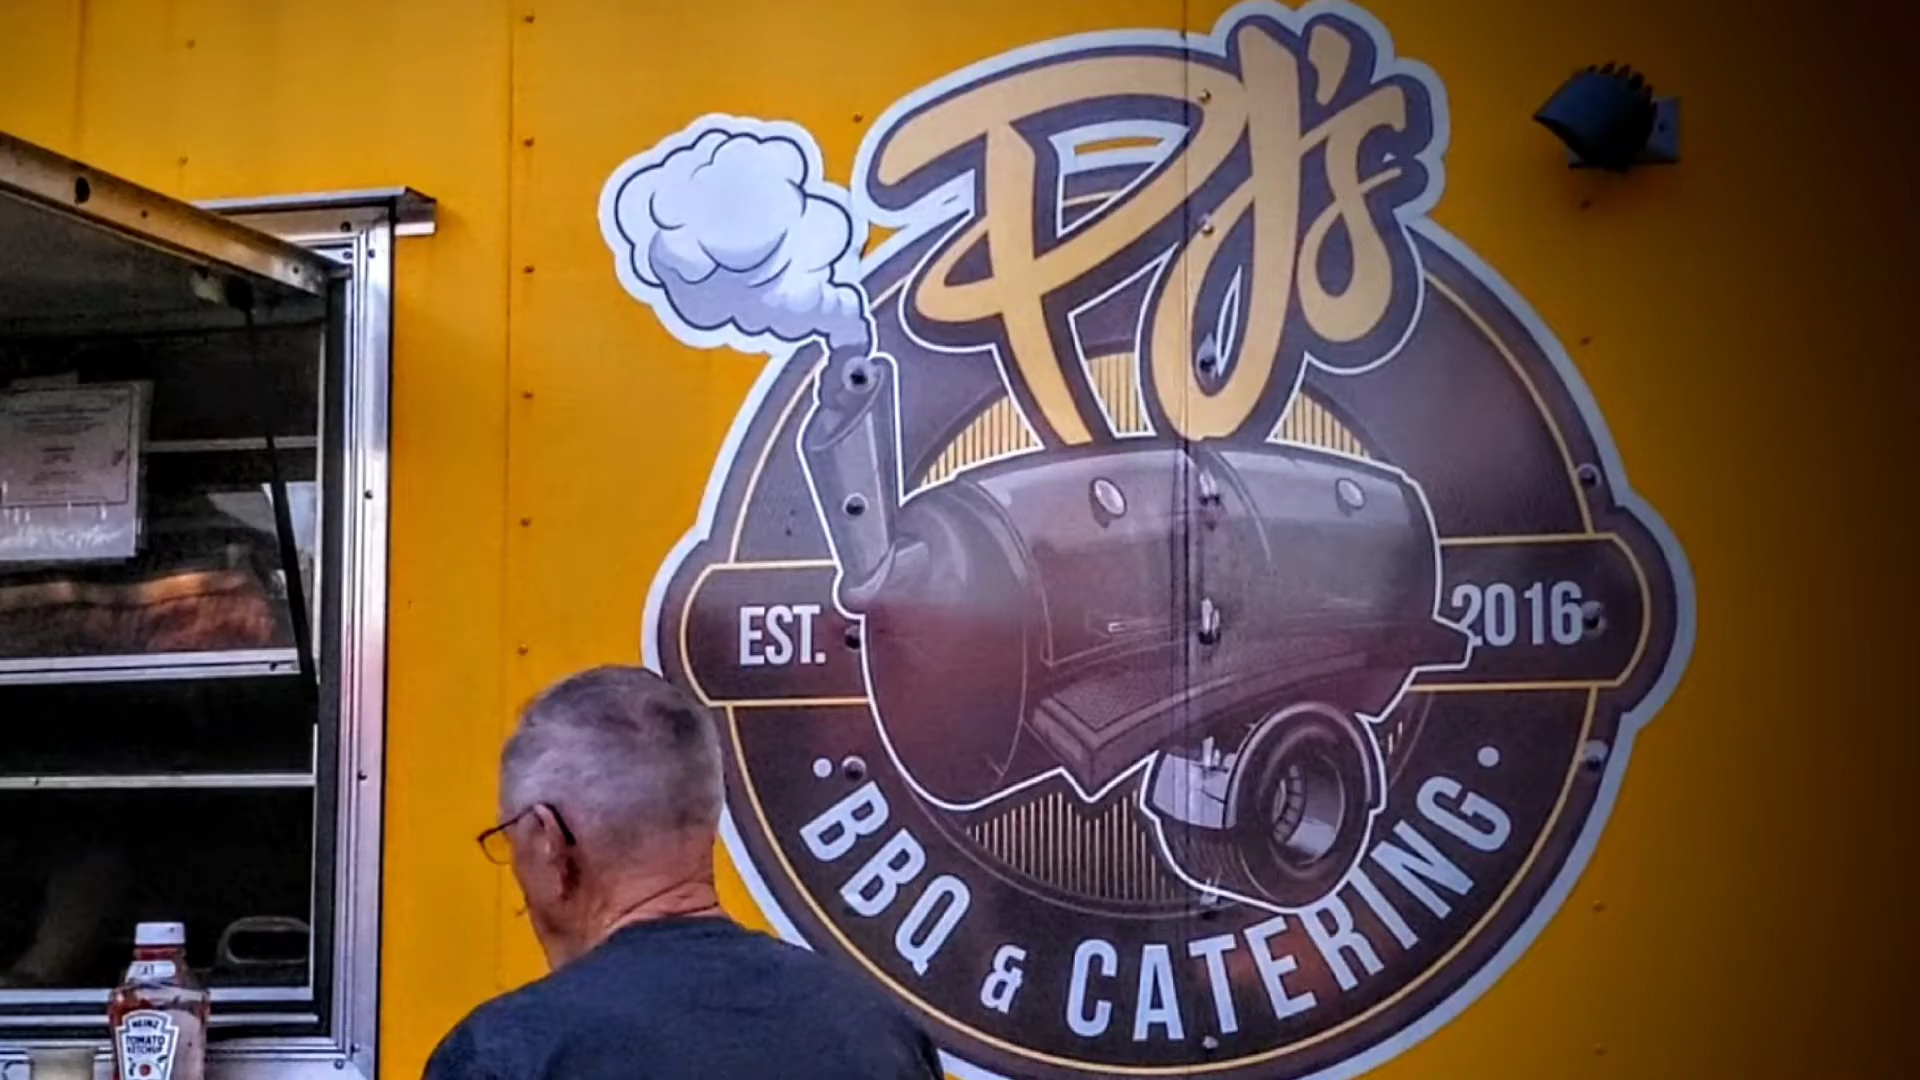 PJ's
EST. 2016
BBQ & CATERING
HEINZ
TOMATO
KETCHUP